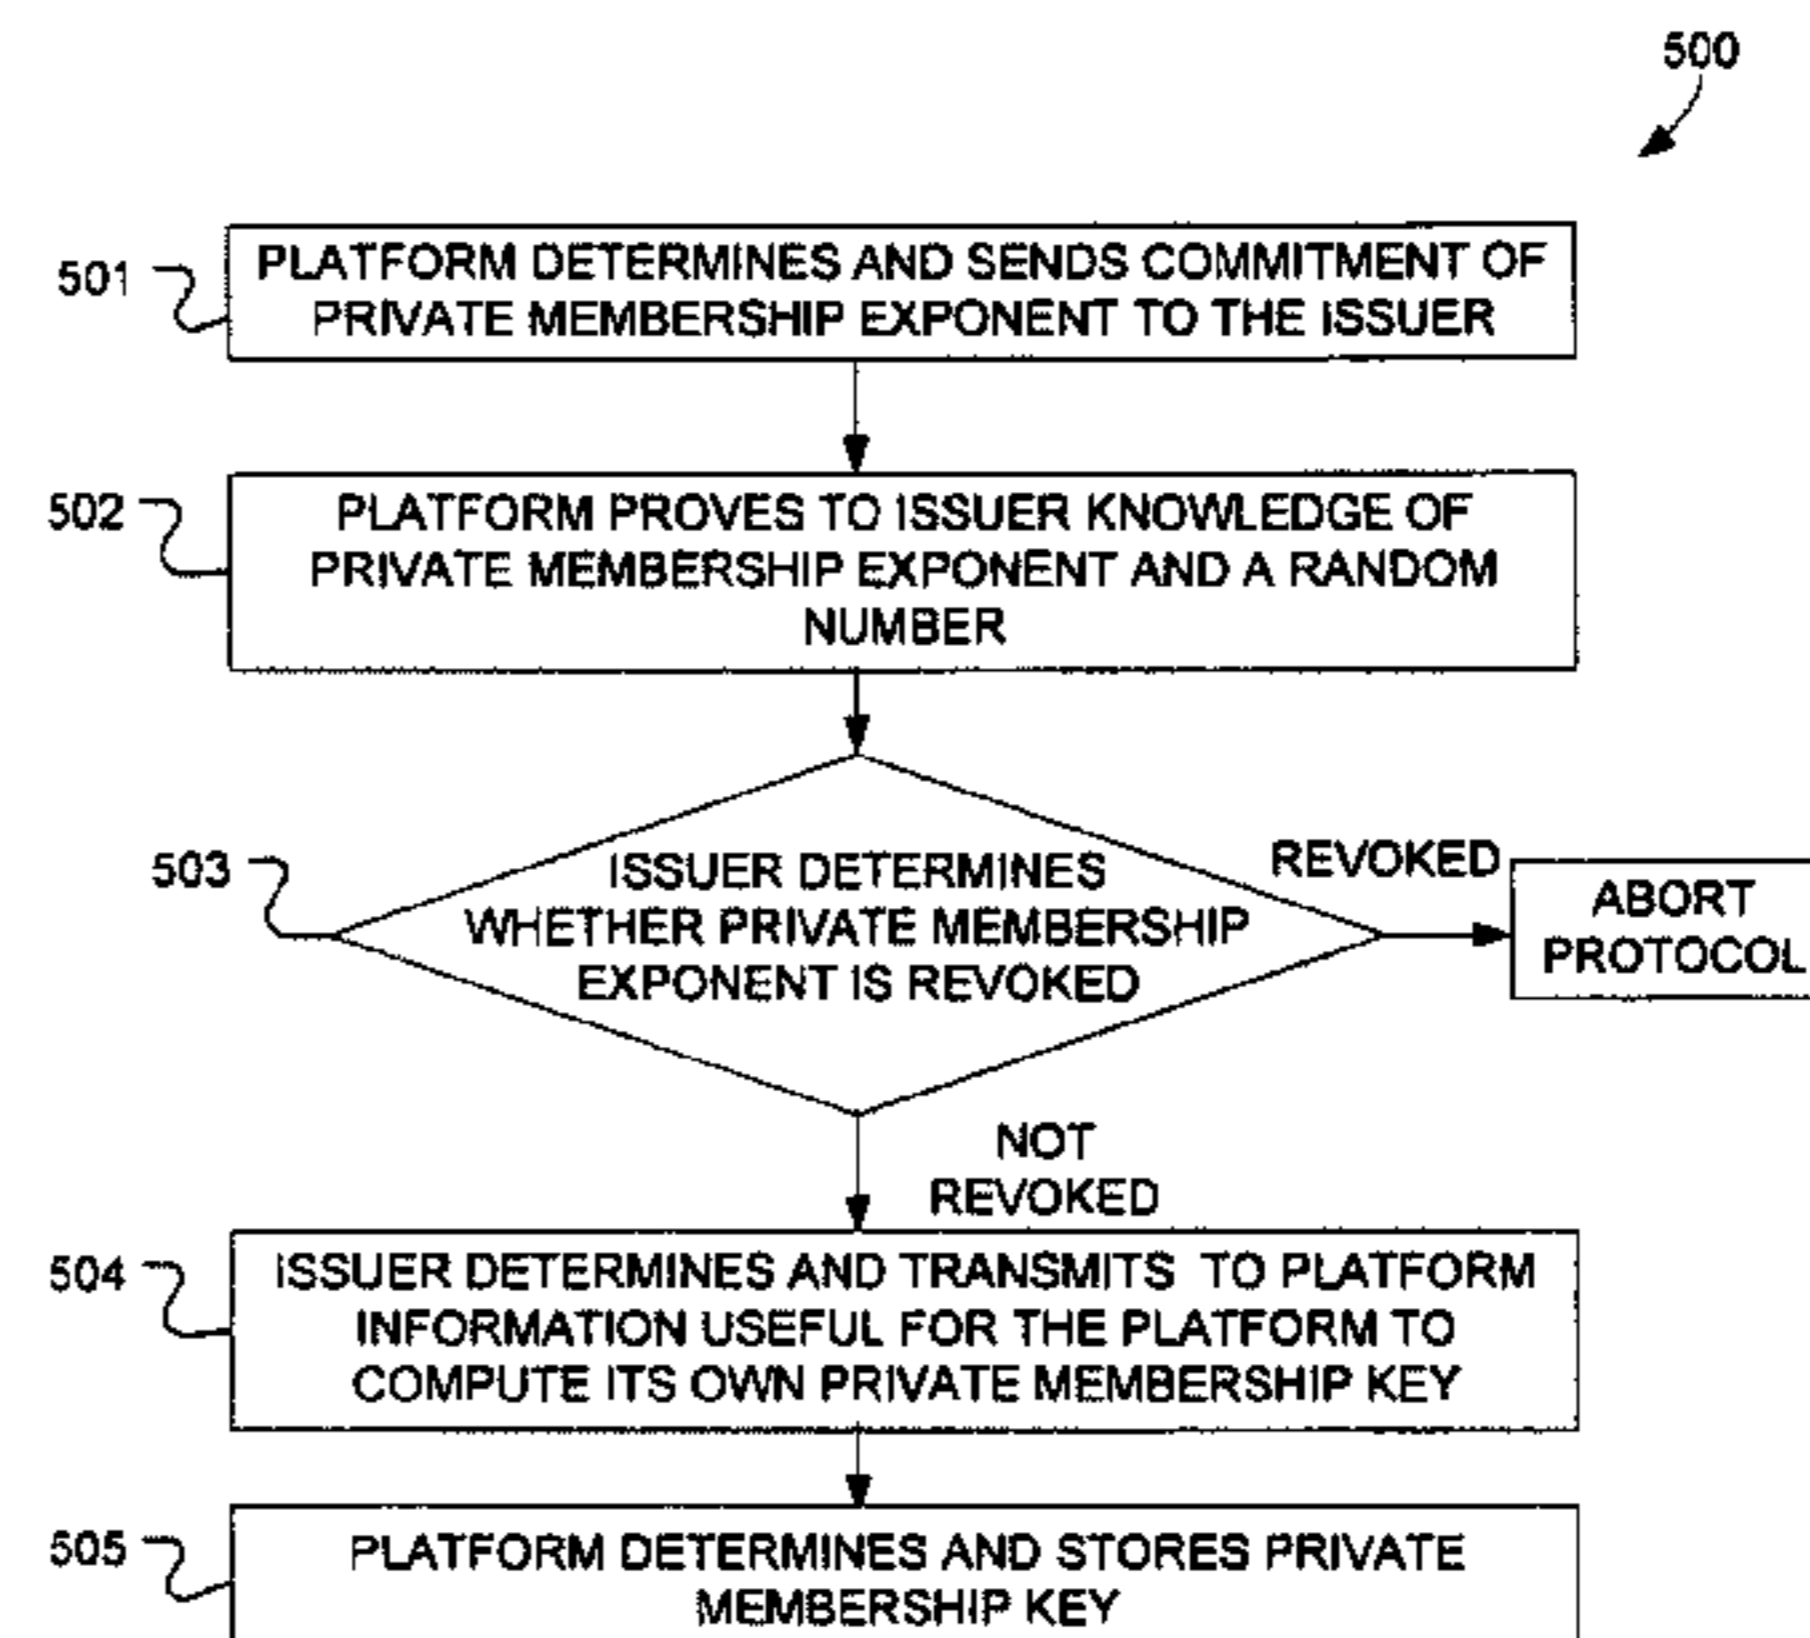 500
501
PLATFORM DETERMINES AND SENDS COMMITMENT OF
PRIVATE MEMBERSHIP EXPONENT TO THE ISSUER
502
PLATFORM PROVES TO ISSUER KNOWLEDGE OF
PRIVATE MEMBERSHIP EXPONENT AND A RANDOM
NUMBER
503
ISSUER DETERMINES
WHETHER PRIVATE MEMBERSHIP
EXPONENT IS REVOKED
REVOKED
ABORT
PROTOCOL
NOT
REVOKED
504
ISSUER DETERMINES AND TRANSMITS TO PLATFORM
INFORMATION USEFUL FOR THE PLATFORM TO
COMPUTE ITS OWN PRIVATE MEMBERSHIP KEY
505
PLATFORM DETERMINES AND STORES PRIVATE
MEMBERSHIP KEY